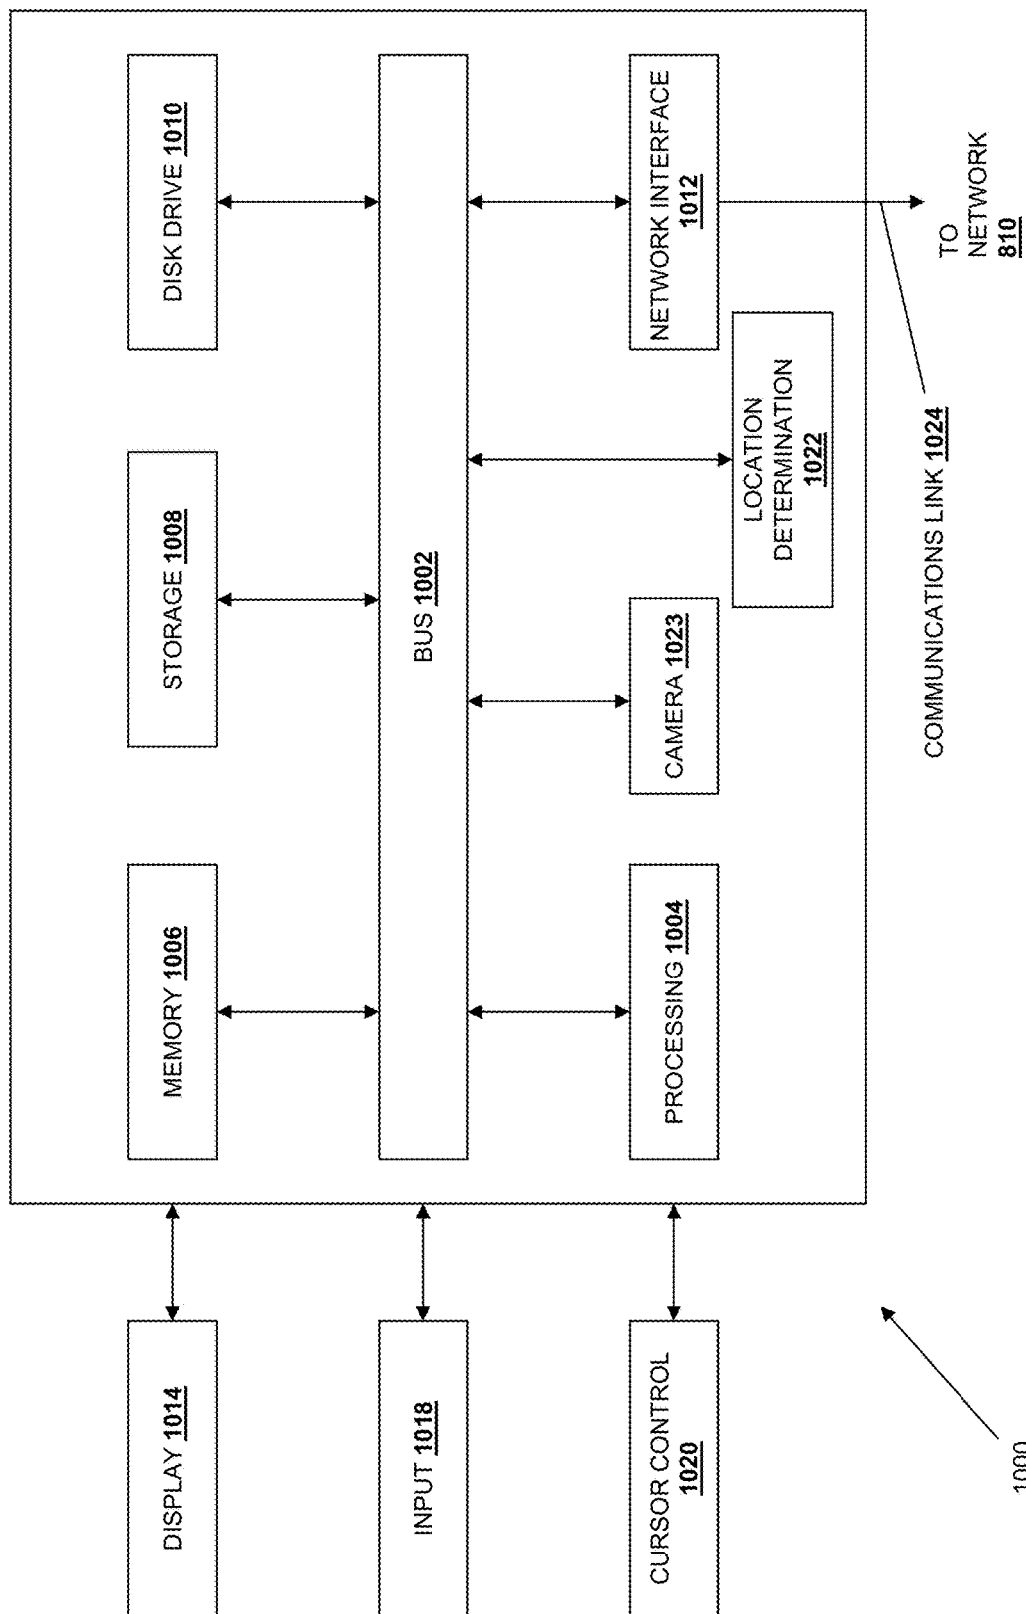 DISPLAY 1014
MEMORY 1006
STORAGE 1008
DISK DRIVE 1010
INPUT 1018
BUS 1002
CURSOR CONTROL
1020
PROCESSING 1004
CAMERA 1023
NETWORK INTERFACE
1012
LOCATION
DETERMINATION
1022
COMMUNICATIONS LINK 1024
TO
NETWORK
810
1000